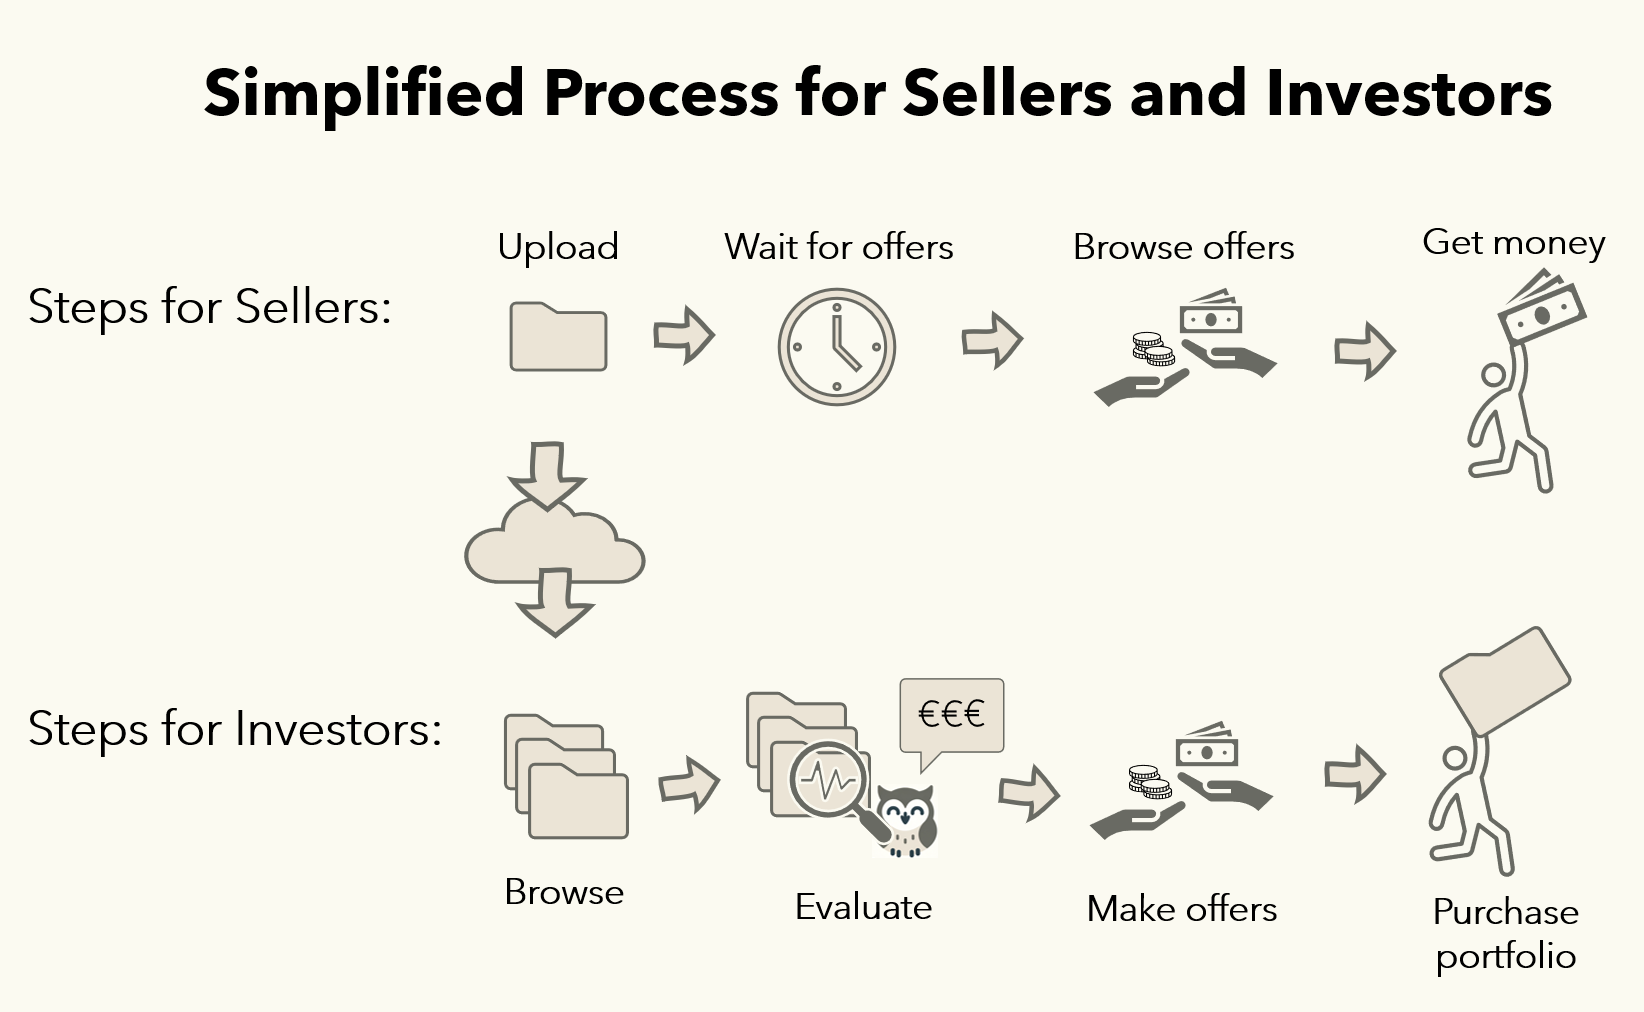 Simplified Process for Sellers and Investors
Steps for Sellers:
Upload
Wait for offers
Browse offers
Get money
Steps for Investors:
€€€
Browse
Evaluate
Make offers
Purchase
portfolio